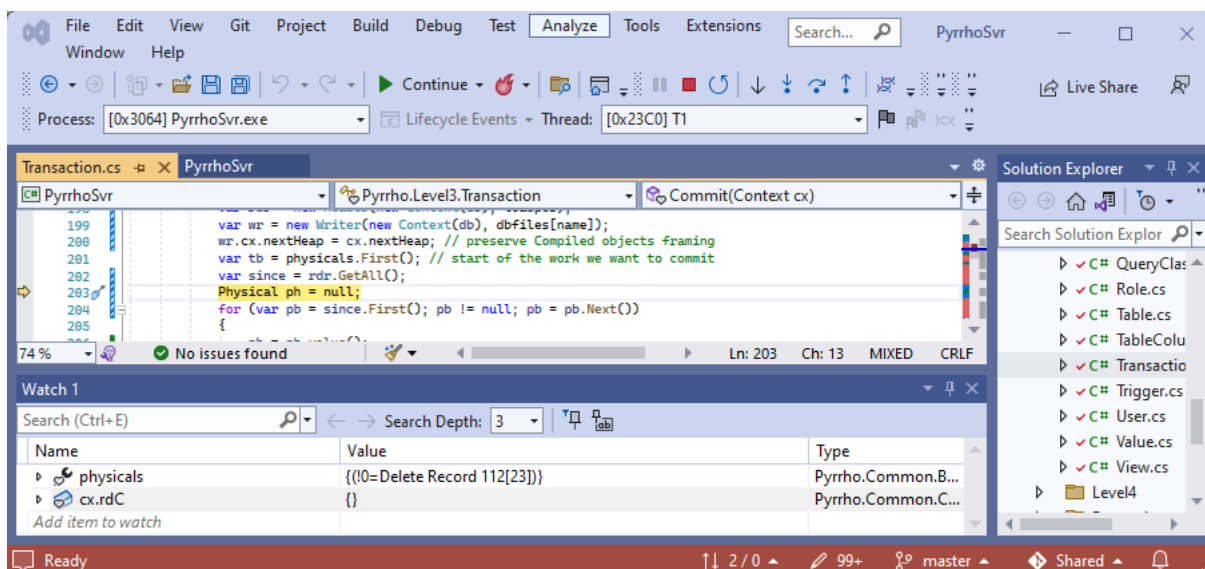 File Edit View Git Project Build Debug Test Analyze Tools Extensions Search... PyrrhoSvr
Window Help
Continue Live Share
Process: [0x3064] PyrrhoSvr.exe Lifecycle Events Thread: [0x23C0] T1
Transaction.cs PyrrhoSvr Solution Explorer
C# PyrrhoSvr Pyrrho.Level3.Transaction Commit(Context cx)
199 var wr = new Writer(new Context(db), dbfiles[name]);
200 wr.cx.nextHeap = cx.nextHeap; // preserve Compiled objects framing
201 var tb = physicals.First(); // start of the work we want to commit
202 var since = rdr.GetAll();
203 Physical ph = null;
204 for (var pb = since.First(); pb != null; pb = pb.Next())
205 {
74 % No issues found Ln: 203 Ch: 13 MIXED CRLF
Search Solution Explor
C# QueryClas
C# Role.cs
C# Table.cs
C# TableColu
C# Transactio
C# Trigger.cs
C# User.cs
C# Value.cs
C# View.cs
Level4
Watch 1
Search (Ctrl+E) Search Depth: 3
Name Value Type
physicals {(!0=Delete Record 112[23])} Pyrrho.Common.B...
cx.rdC {} Pyrrho.Common.C...
Add item to watch
Ready 2 / 0 99+ master Shared